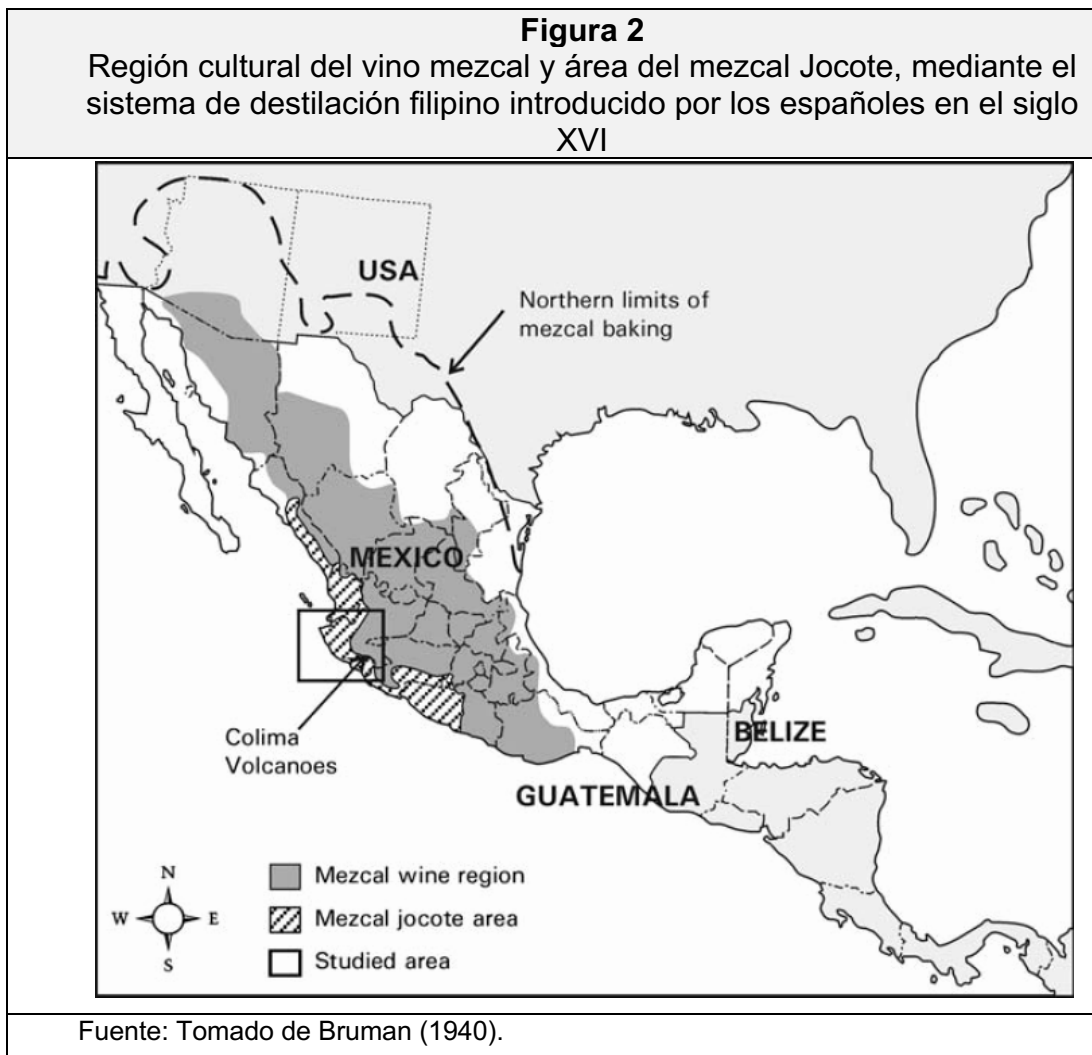 Figura 2
Región cultural del vino mezcal y área del mezcal Jocote, mediante el
sistema de destilación filipino introducido por los españoles en el siglo
XVI
USA
Northern limits of
mezcal baking
MEXICO
Colima
Volcanoes
BELIZE
GUATEMALA
N
W E
S
Mezcal wine region
Mezcal jocote area
Studied area
Fuente: Tomado de Bruman (1940).